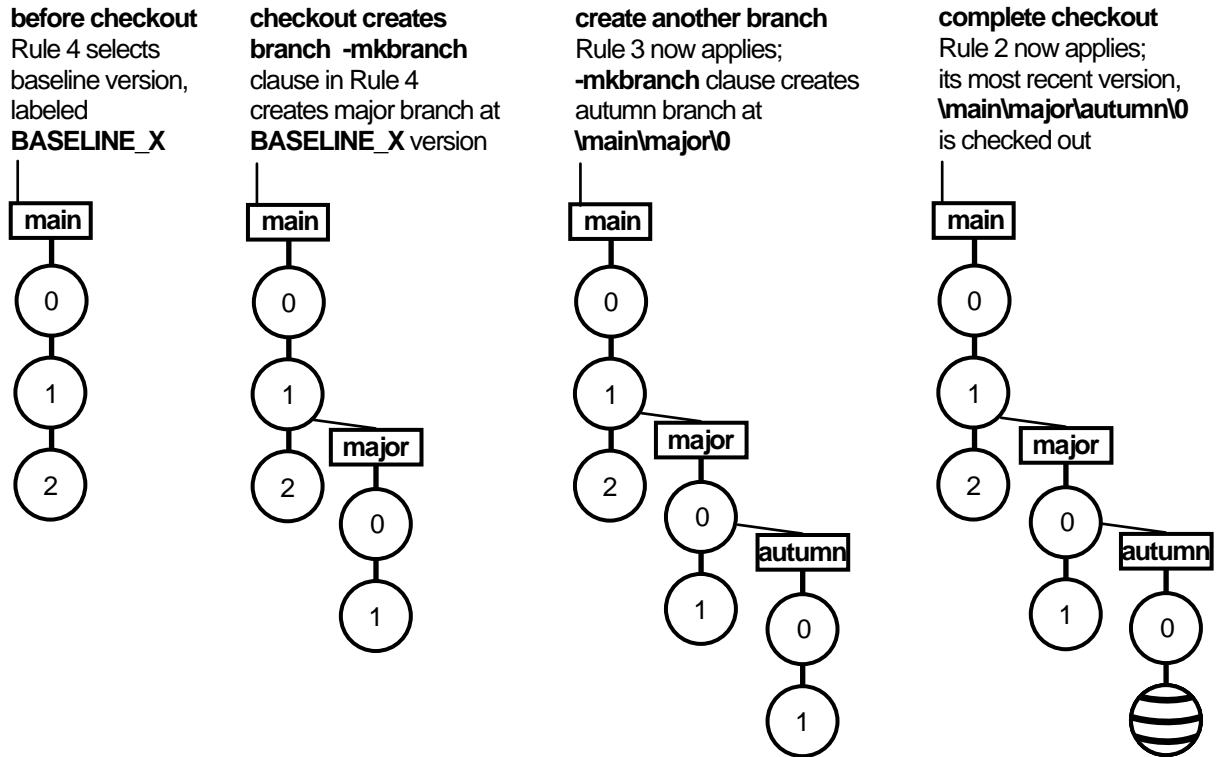 before checkout
Rule 4 selects
baseline version,
labeled
BASELINE_X
main
0
1
2
checkout creates
branch -mkbranch
clause in Rule 4
creates major branch at
BASELINE_X version
main
0
1
major
2
0
1
create another branch
Rule 3 now applies;
-mkbranch clause creates
autumn branch at
\main\major\0
main
0
1
major
2
0
autumn
1
0
1
complete checkout
Rule 2 now applies;
its most recent version,
\main\major\autumn\0
is checked out
main
0
1
major
2
0
autumn
1
0